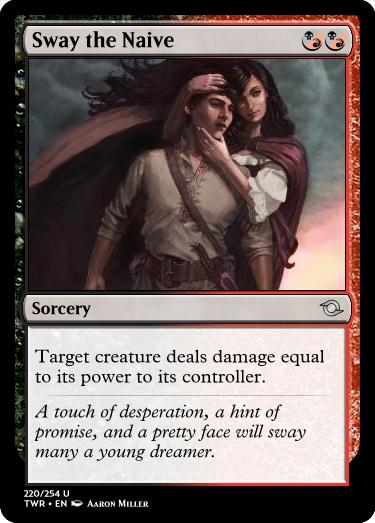 Sway the Naive
Sorcery
Target creature deals damage equal
to its power to its controller.
A touch of desperation, a hint of
promise, and a pretty face will sway
many a young dreamer.
220/254 U
TWR • EN Aaron Miller